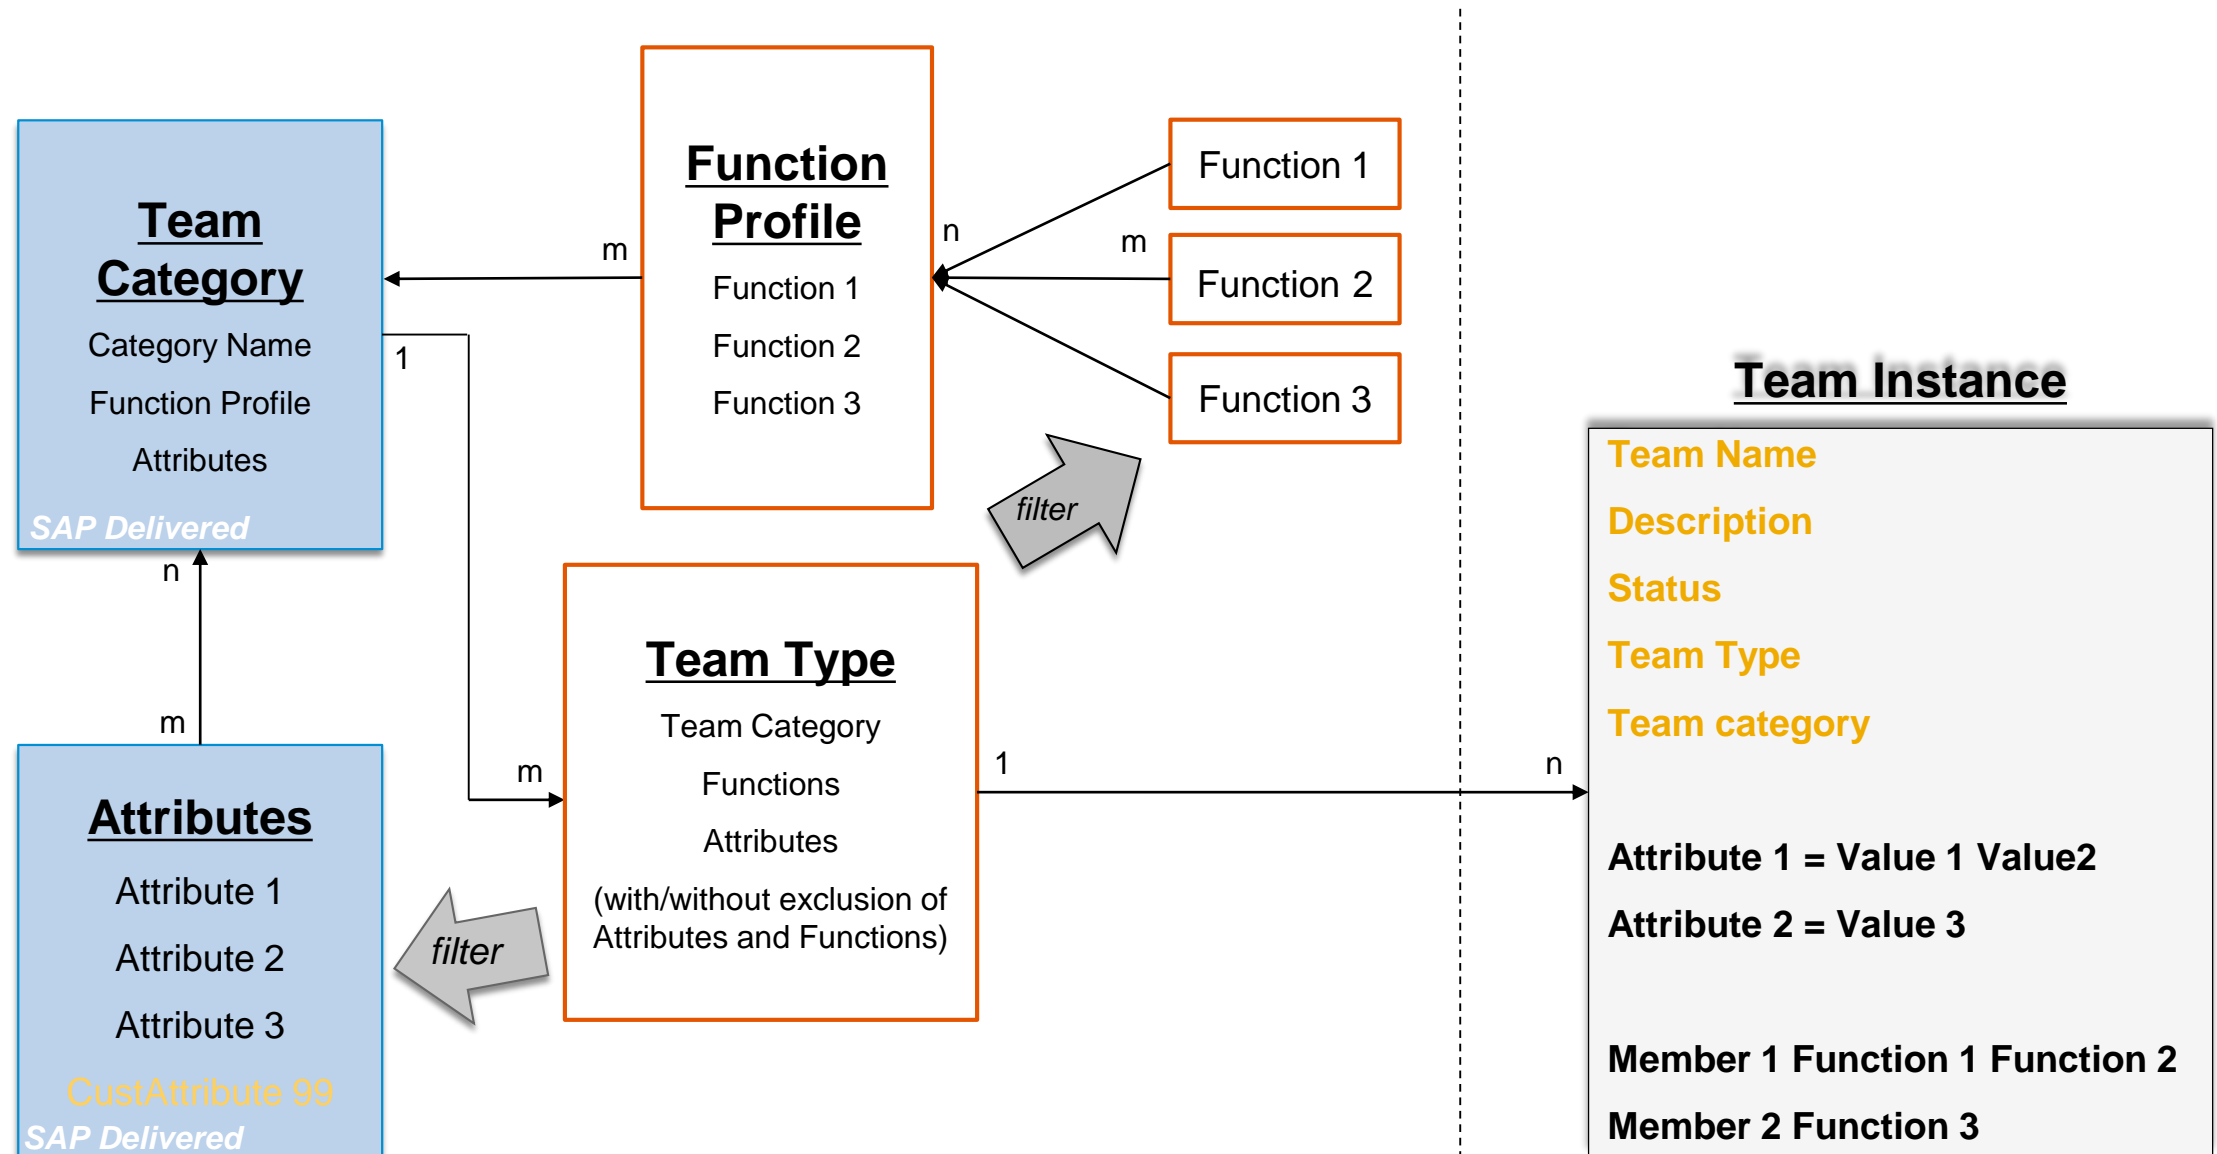 Team
Category
Category Name
Function Profile
Attributes
SAP Delivered
m
1
n
m
Function
Profile
Function 1
Function 2
Function 3
n
m
Function 1
Function 2
Function 3
filter
Attributes
Attribute 1
Attribute 2
Attribute 3
CustAttribute 99
SAP Delivered
filter
m
Team Type
Team Category
Functions
Attributes
(with/without exclusion of
Attributes and Functions)
1
n
Team Instance
Team Name
Description
Status
Team Type
Team category
Attribute 1 = Value 1 Value2
Attribute 2 = Value 3
Member 1 Function 1 Function 2
Member 2 Function 3